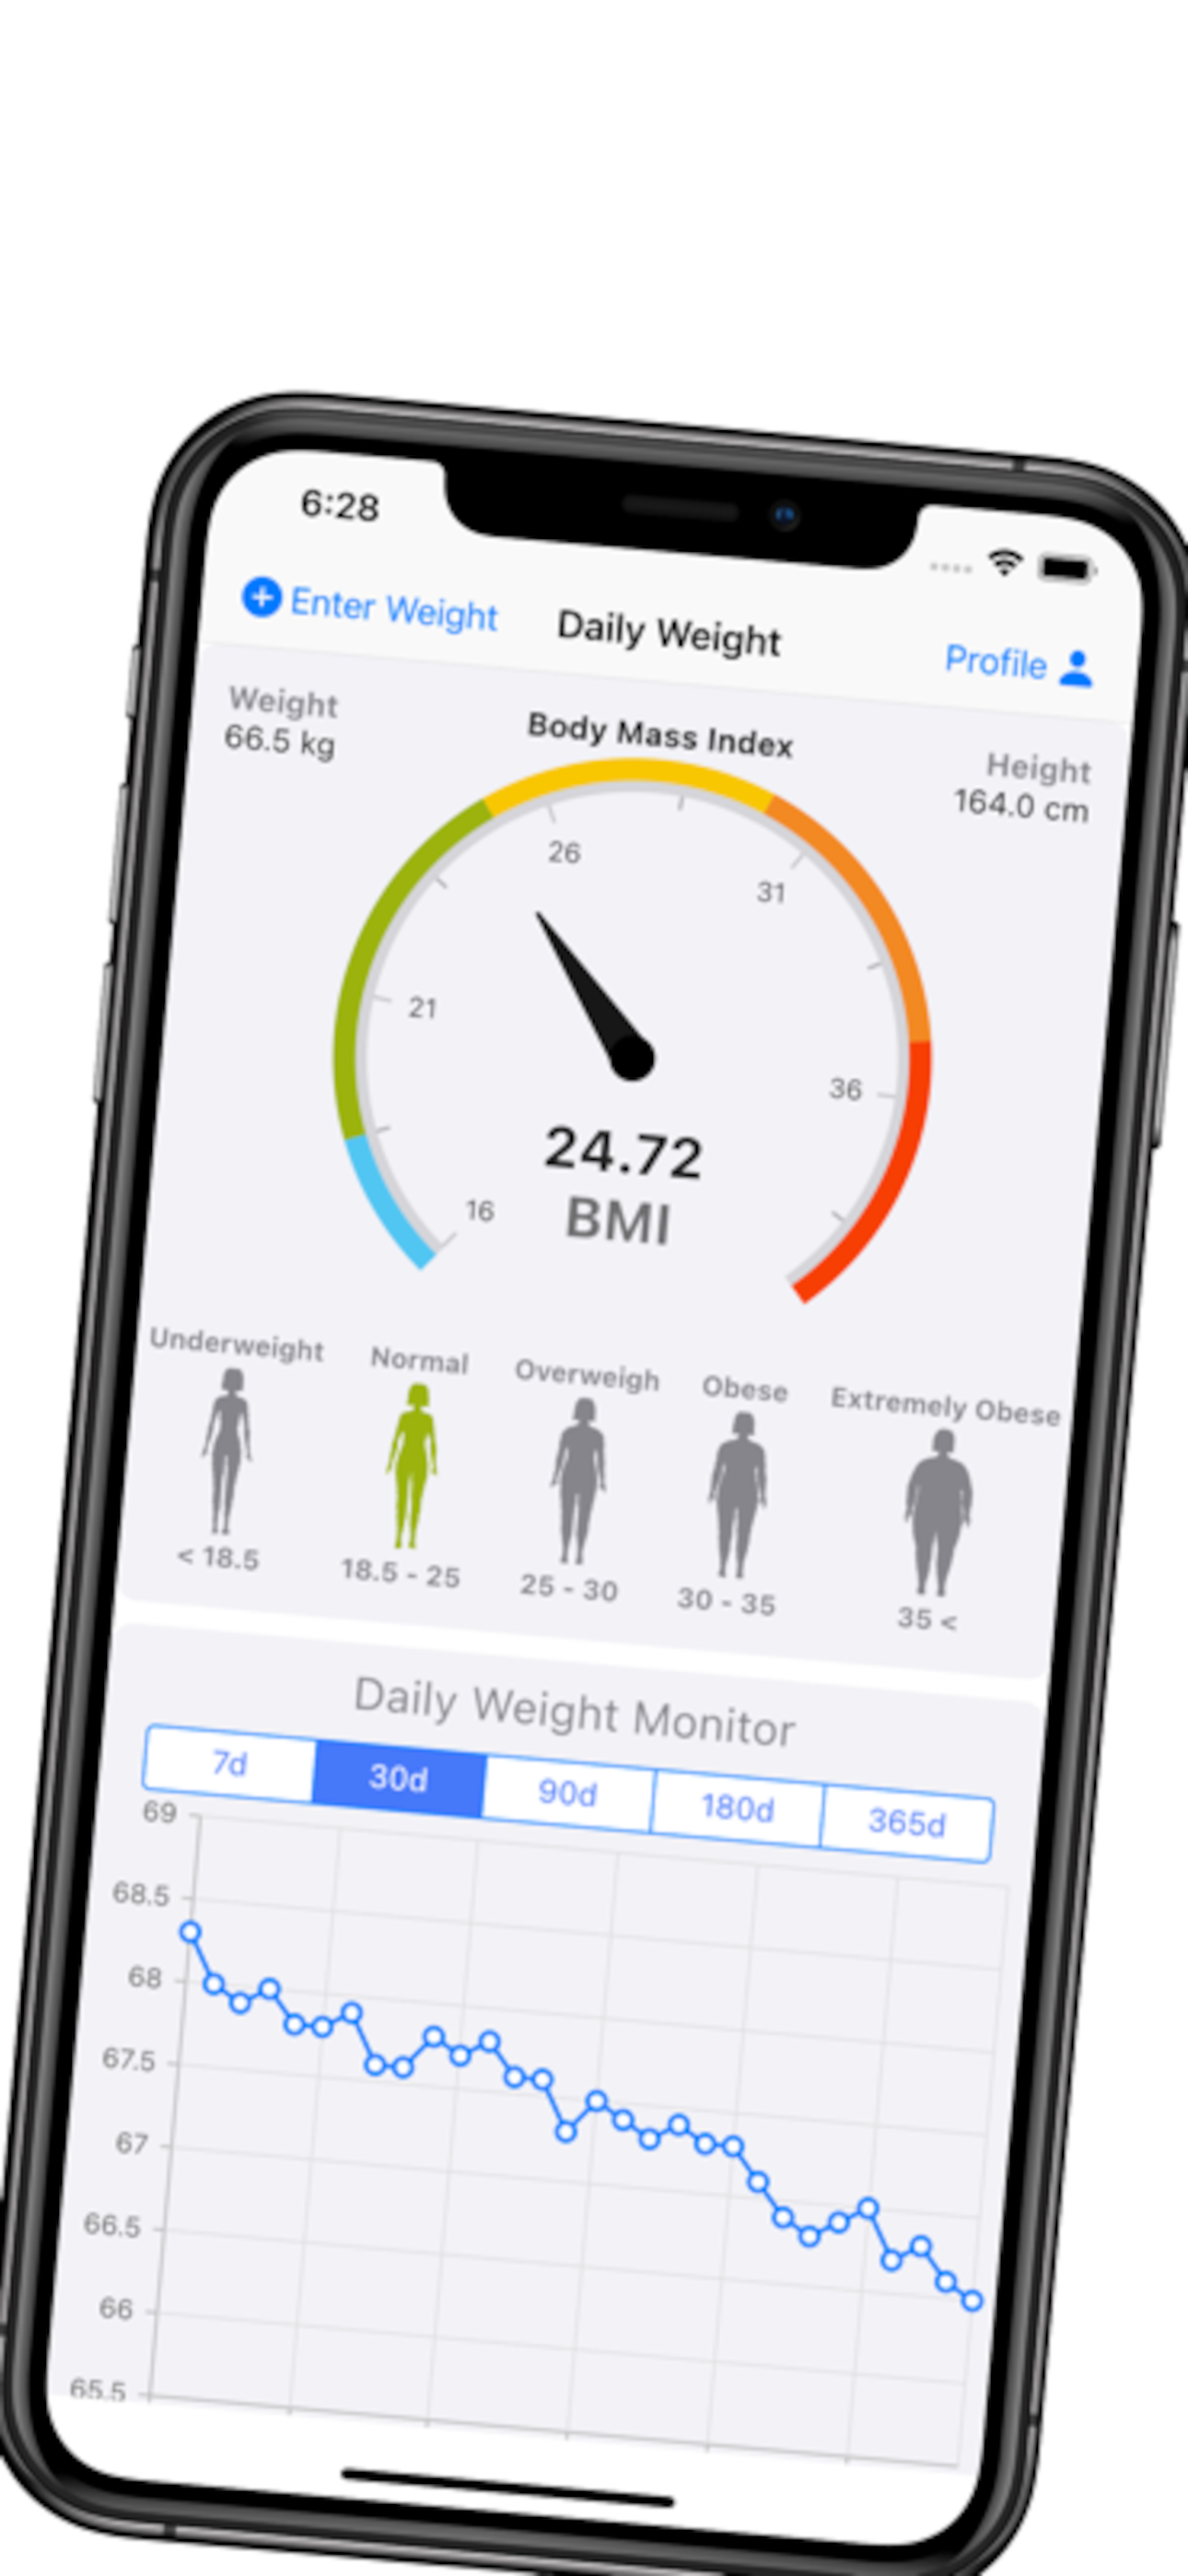 6:28
Enter Weight
Daily Weight
Profile
Weight
66.5 kg
Body Mass Index
Height
164.0 cm
26
31
21
36
16
24.72
BMI
Underweight
Normal
Overweigh
Obese
Extremely Obese
< 18.5
18.5 - 25
25 - 30
30 - 35
35 <
Daily Weight Monitor
7d
30d
90d
180d
365d
69
68.5
68
67.5
67
66.5
66
65.5